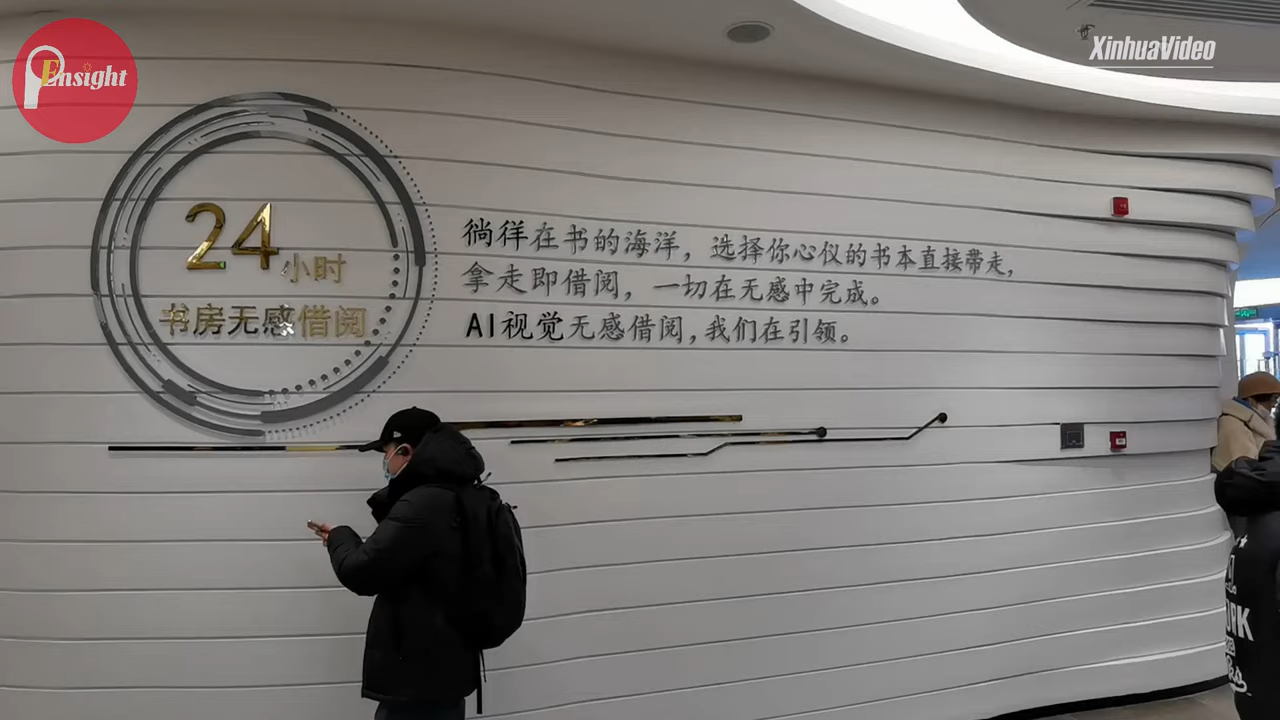 PEnsight
XinhuaVideo
24小时
书房无感借阅
徜徉在书的海洋，选择你心仪的书本直接带走，
拿走即借阅，一切在无感中完成。
AI视觉无感借阅，我们在引领。